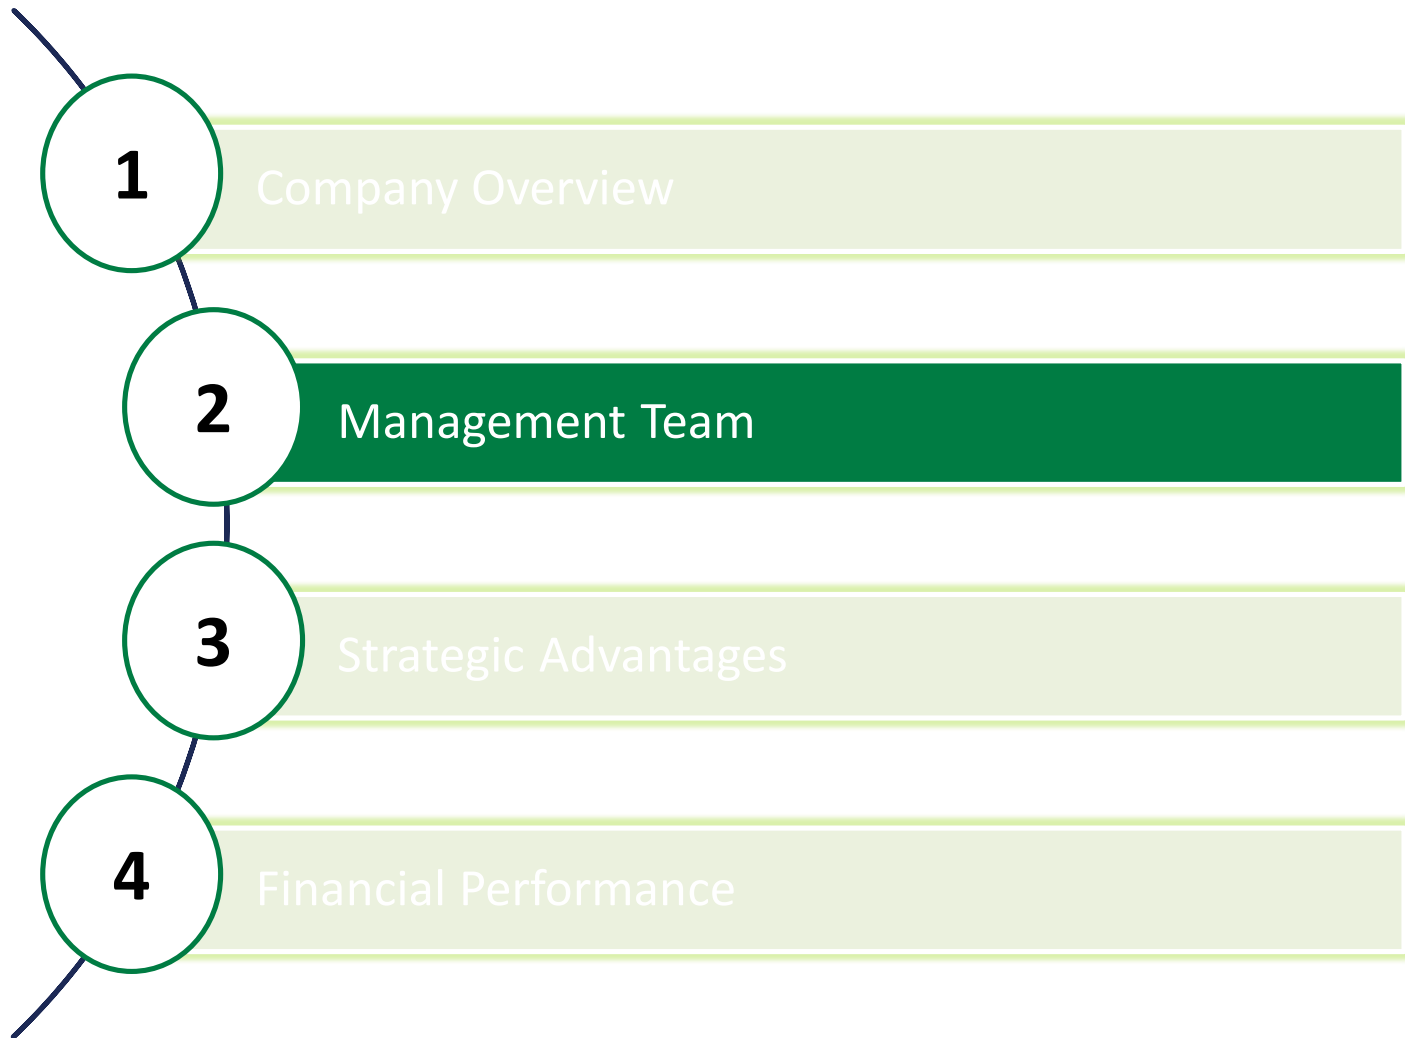 1
Company Overview
2
Management Team
3
Strategic Advantages
4
Financial Performance